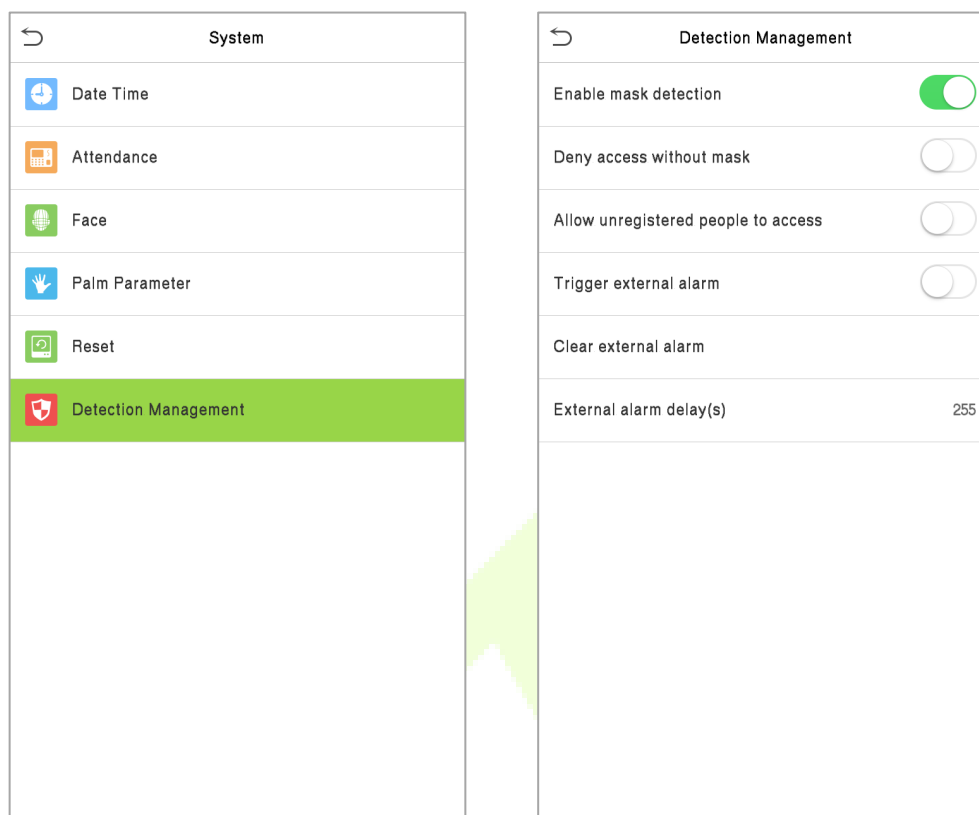 System
Date Time
Attendance
Face
Palm Parameter
Reset
Detection Management
Detection Management
Enable mask detection
Deny access without mask
Allow unregistered people to access
Trigger external alarm
Clear external alarm
External alarm delay(s) 255